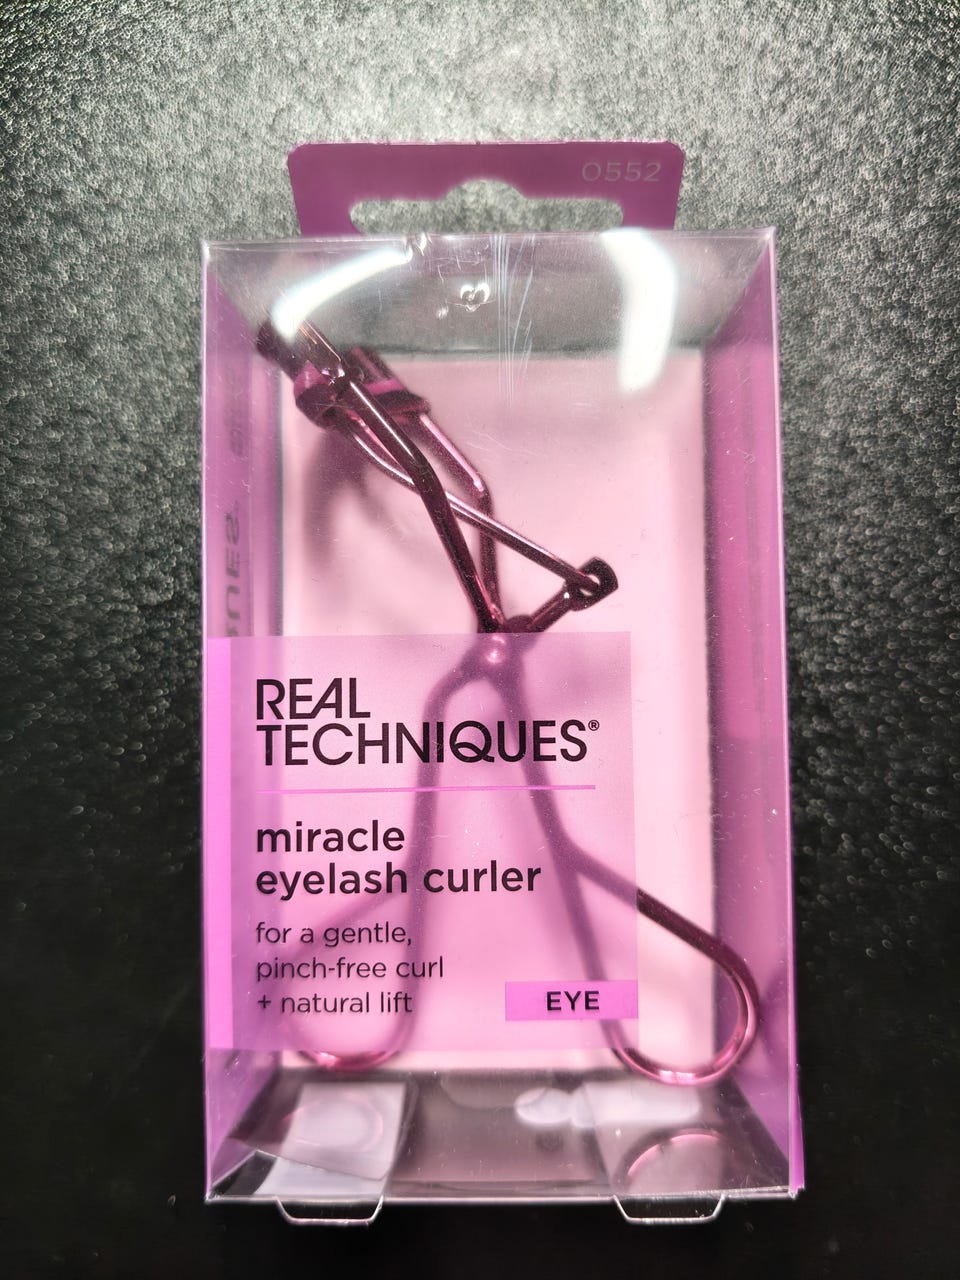 0552
REAL
TECHNIQUES®
miracle
eyelash curler
for a gentle,
pinch-free curl
+ natural lift
EYE